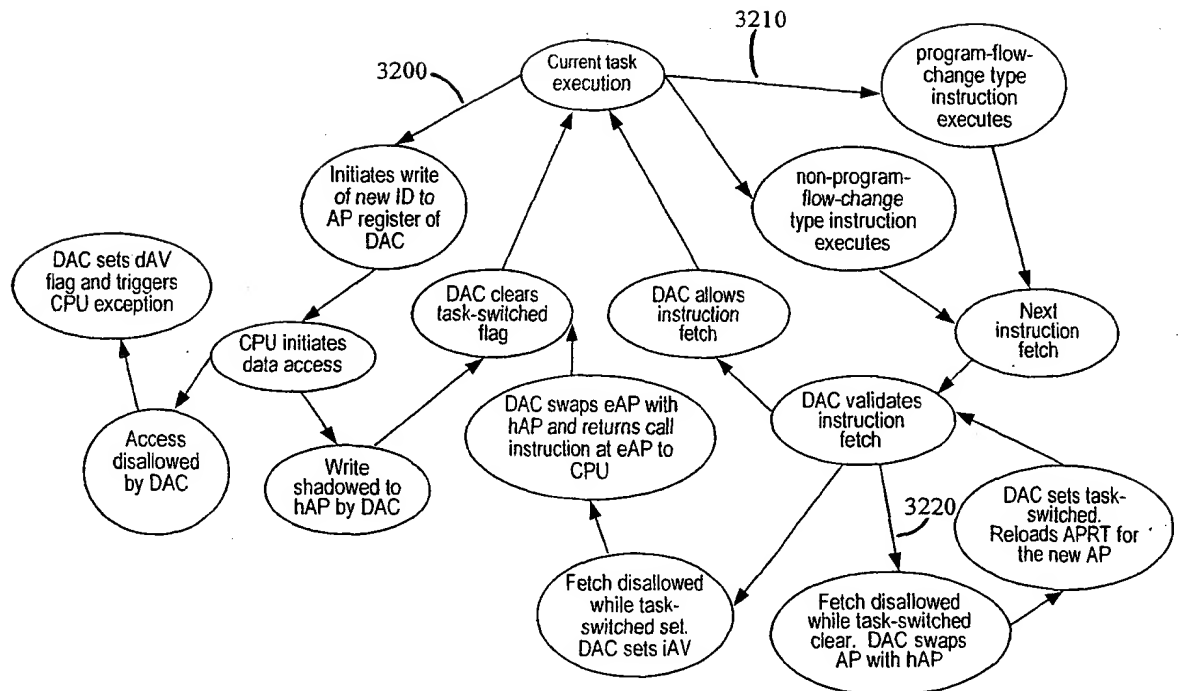 3210
3200
Current task
execution
program-flow-
change type
instruction
executes
Initiates write
of new ID to
AP register of
DAC
non-program-
flow-change
type instruction
executes
DAC sets dAV
flag and triggers
CPU exception
DAC clears
task-switched
flag
DAC allows
instruction
fetch
Next
instruction
fetch
CPU initiates
data access
DAC swaps eAP with
hAP and returns call
instruction at eAP to
CPU
DAC validates
instruction
fetch
Access
disallowed
by DAC
Write
shadowed to
hAP by DAC
3220
DAC sets task-
switched.
Reloads APRT for
the new AP
Fetch disallowed
while task-
switched set.
DAC sets iAV
Fetch disallowed
while task-switched
clear. DAC swaps
AP with hAP